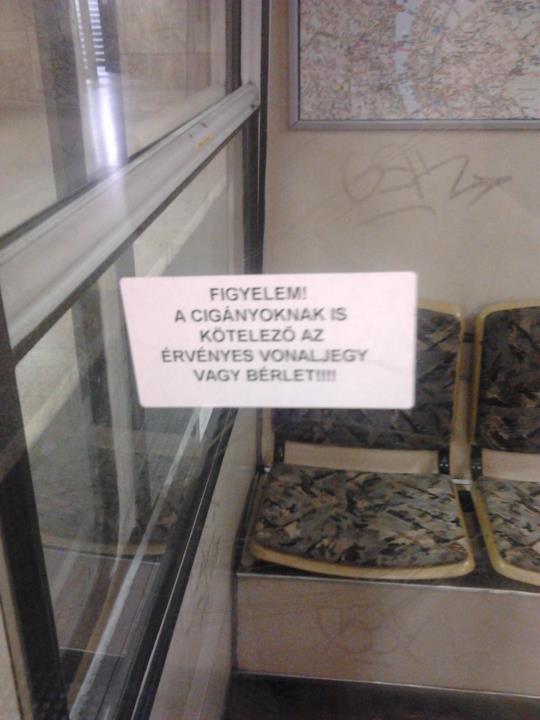 FIGYELEM!
A CIGÁNYOKNAK IS
KÖTELEZŐ AZ
ÉRVÉNYES VONALJEGY
VAGY BÉRLET!!!!